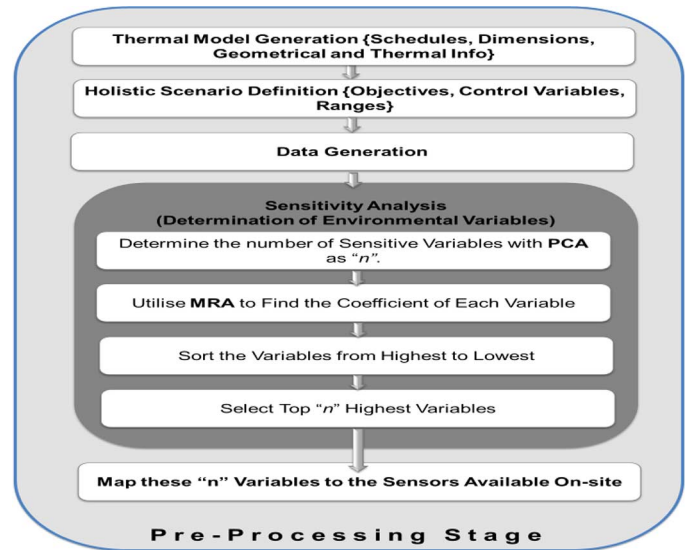 Thermal Model Generation {Schedules, Dimensions,
Geometrical and Thermal Info}
Holistic Scenario Definition {Objectives, Control Variables,
Ranges}
Data Generation
Sensitivity Analysis
(Determination of Environmental Variables)
Determine the number of Sensitive Variables with PCA
as “n”.
Utilise MRA to Find the Coefficient of Each Variable
Sort the Variables from Highest to Lowest
Select Top “n” Highest Variables
Map these “n” Variables to the Sensors Available On-site
Pre-Processing Stage